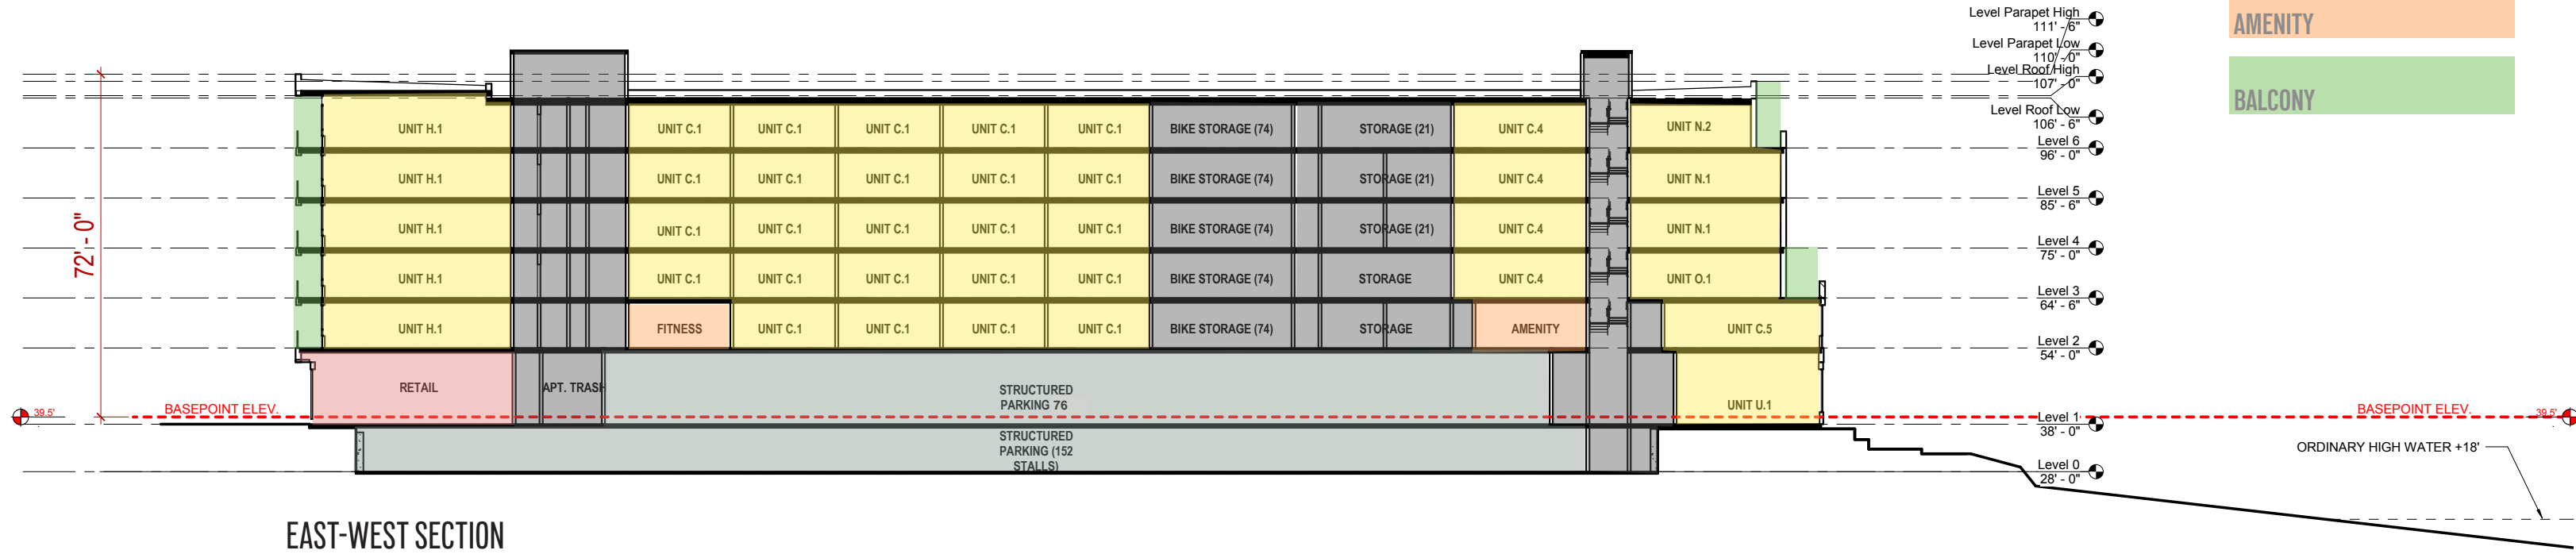 Level Parapet High
111' - 6"
Level Parapet Low
110' - 0"
Level Roof High
107' - 0"
Level Roof Low
106' - 6"
Level 6
96' - 0"
Level 5
85' - 6"
Level 4
75' - 0"
Level 3
64' - 6"
Level 2
54' - 0"
Level 1
38' - 0"
Level 0
28' - 0"
AMENITY
BALCONY
72' - 0"
UNIT H.1 UNIT C.1 UNIT C.1 UNIT C.1 UNIT C.1 UNIT C.1 BIKE STORAGE (74) STORAGE (21) UNIT C.4 UNIT N.2
UNIT H.1 UNIT C.1 UNIT C.1 UNIT C.1 UNIT C.1 UNIT C.1 BIKE STORAGE (74) STORAGE (21) UNIT C.4 UNIT N.1
UNIT H.1 UNIT C.1 UNIT C.1 UNIT C.1 UNIT C.1 UNIT C.1 BIKE STORAGE (74) STORAGE (21) UNIT C.4 UNIT N.1
UNIT H.1 UNIT C.1 UNIT C.1 UNIT C.1 UNIT C.1 UNIT C.1 BIKE STORAGE (74) STORAGE UNIT C.4 UNIT O.1
UNIT H.1 FITNESS UNIT C.1 UNIT C.1 UNIT C.1 UNIT C.1 BIKE STORAGE (74) STORAGE AMENITY UNIT C.5
RETAIL APT. TRASH
STRUCTURED
PARKING 76
UNIT U.1
39.5' BASEPOINT ELEV.
BASEPOINT ELEV. 39.5'
STRUCTURED
PARKING (152
STALLS)
ORDINARY HIGH WATER +18'
EAST-WEST SECTION